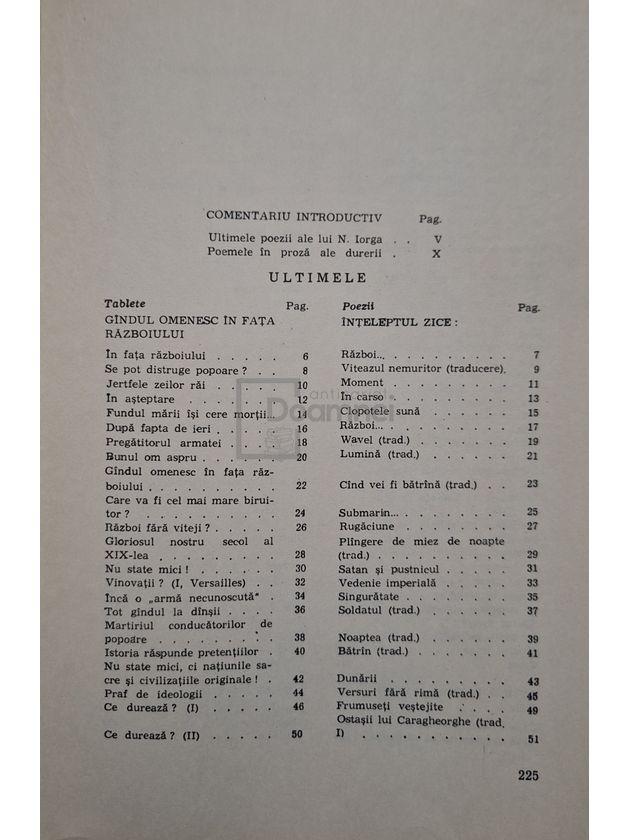 COMENTARIU INTRODUCTIV Pag.
Ultimele poezii ale lui N. Iorga . . V
Poemele în proză ale durerii . X
ULTIMELE
Tablete Pag.
GÎNDUL OMENESC ÎN FAȚA
RĂZBOIULUI
În fața războiului . . . . . 6
Se pot distruge popoare ? . . 8
Jertfele zeilor răi . . . . . 10
În așteptare . . . . . . 12
Fundul mării își cere morții... 14
După fapta de ieri . . . . . 16
Pregătitorul armatei . . . . 18
Bunul om aspru . . . . . . 20
Gîndul omenesc în fața răz-
boiului . . . . . . . . . . 22
Care va fi cel mai mare birui-
tor ? . . . . . . . . . . 24
Război fără viteji ? . . . . . 26
Gloriosul nostru secol al
XIX-lea . . . . . . . . . 28
Nu state mici ! . . . . . . 30
Vinovații ? (I, Versailles) . . 32
Încă o „armă necunoscută" . 34
Tot gîndul la dînșii . . . . 36
Martiriul conducătorilor de
popoare . . . . . . . . 38
Istoria răspunde pretențiilor . 40
Nu state mici, ci națiunile sa-
cre și civilizațiile originale ! . 42
Praf de ideologii . . . . . 44
Ce durează ? (I) . . . . . 46
Ce durează ? (II) . . . . . 50
Poezii Pag.
ÎNȚELEPTUL ZICE :
Război... . . . . . . . . . 7
Viteazul nemuritor (traducere). 9
Moment . . . . . . . . . 11
În carso . . . . . . . . . 13
Clopotele sună . . . . . . . 15
Război... . . . . . . . . . 17
Wavel (trad.) . . . . . . . 19
Lumină (trad.) . . . . . . . 21
Cînd vei fi bătrînă (trad.) . . 23
Submarin... . . . . . . . . 25
Rugăciune . . . . . . . . 27
Plîngere de miez de noapte
(trad.) . . . . . . . . . . 29
Satan și pustnicul . . . . . 31
Vedenie imperială . . . . . 33
Singurătate . . . . . . . . 35
Soldatul (trad.) . . . . . . 37
Noaptea (trad.) . . . . . . 39
Bătrîn (trad.) . . . . . . . 41
Dunării . . . . . . . . . 43
Versuri fără rimă (trad.) . . 45
Frumuseți veștejite . . . . 49
Ostașii lui Caragheorghe (trad.
I) . . . . . . . . . . . 51
225